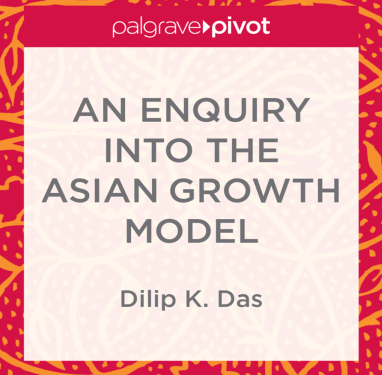 palgrave▸pivot
AN ENQUIRY
INTO THE
ASIAN GROWTH
MODEL
Dilip K. Das